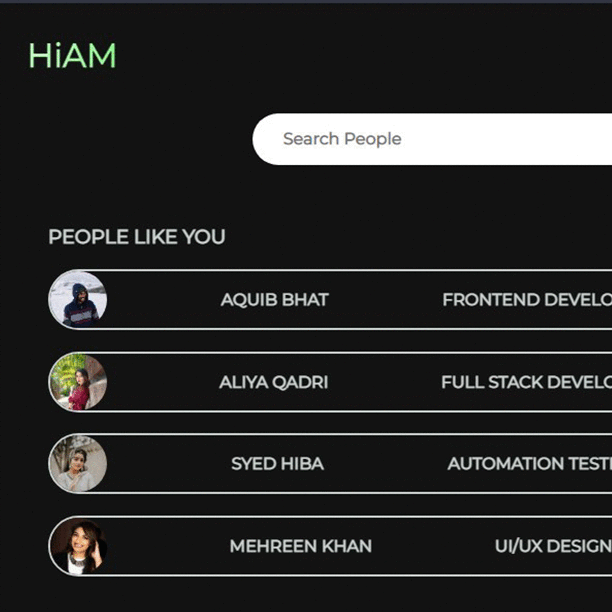 HiAM
Search People
PEOPLE LIKE YOU
AQUIB BHAT FRONTEND DEVELO
ALIYA QADRI FULL STACK DEVELO
SYED HIBA AUTOMATION TEST
MEHREEN KHAN UI/UX DESIGN